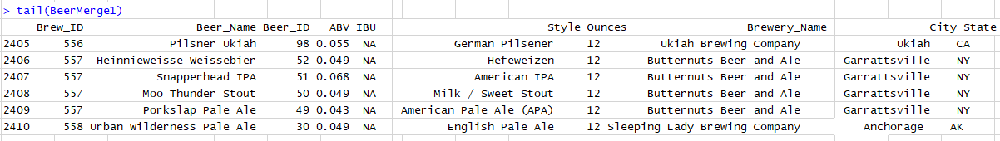 > tail(BeerMerge1)
Brew_ID Beer_Name Beer_ID ABV IBU Style Ounces Brewery_Name City State
2405 556 Pilsner Ukiah 98 0.055 NA German Pilsener 12 Ukiah Brewing Company Ukiah CA
2406 557 Heinnieweisse Weissebier 52 0.049 NA Hefeweizen 12 Butternuts Beer and Ale Garrattsville NY
2407 557 Snapperhead IPA 51 0.068 NA American IPA 12 Butternuts Beer and Ale Garrattsville NY
2408 557 Moo Thunder Stout 50 0.049 NA Milk / Sweet Stout 12 Butternuts Beer and Ale Garrattsville NY
2409 557 Porkslap Pale Ale 49 0.043 NA American Pale Ale (APA) 12 Butternuts Beer and Ale Garrattsville NY
2410 558 Urban Wilderness Pale Ale 30 0.049 NA English Pale Ale 12 Sleeping Lady Brewing Company Anchorage AK